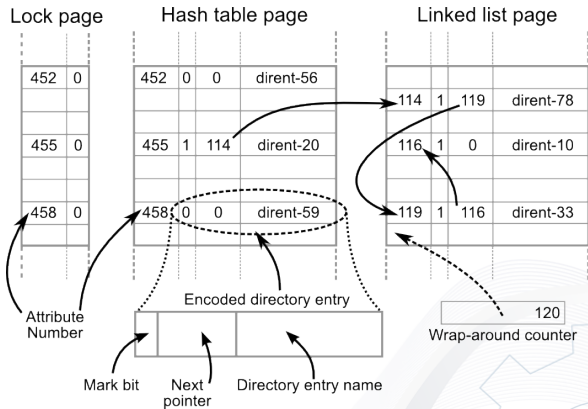 Lock page
Hash table page
Linked list page
452 0
452 0 0 dirent-56
114 1 119 dirent-78
455 0
455 1 114 dirent-20
116 1 0 dirent-10
458 0
458 0 0 dirent-59
119 1 116 dirent-33
Attribute
Number
Encoded directory entry
120
Wrap-around counter
Mark bit
Next
pointer
Directory entry name